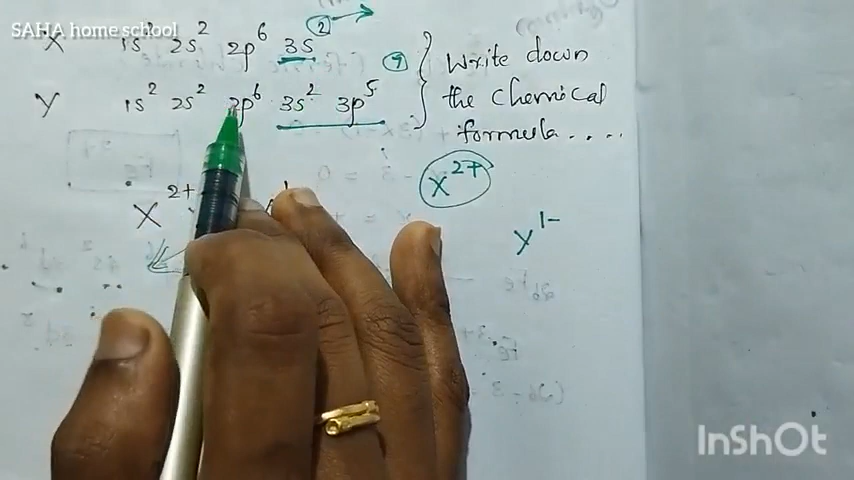 SAHA home school
X 1s² 2s² 2p⁶ 3s²
Y 1s² 2s² 2p⁶ 3s² 3p⁵
7
Write down
the chemical
formula....
X²⁺
X²⁺
Y¹⁻
InShOt